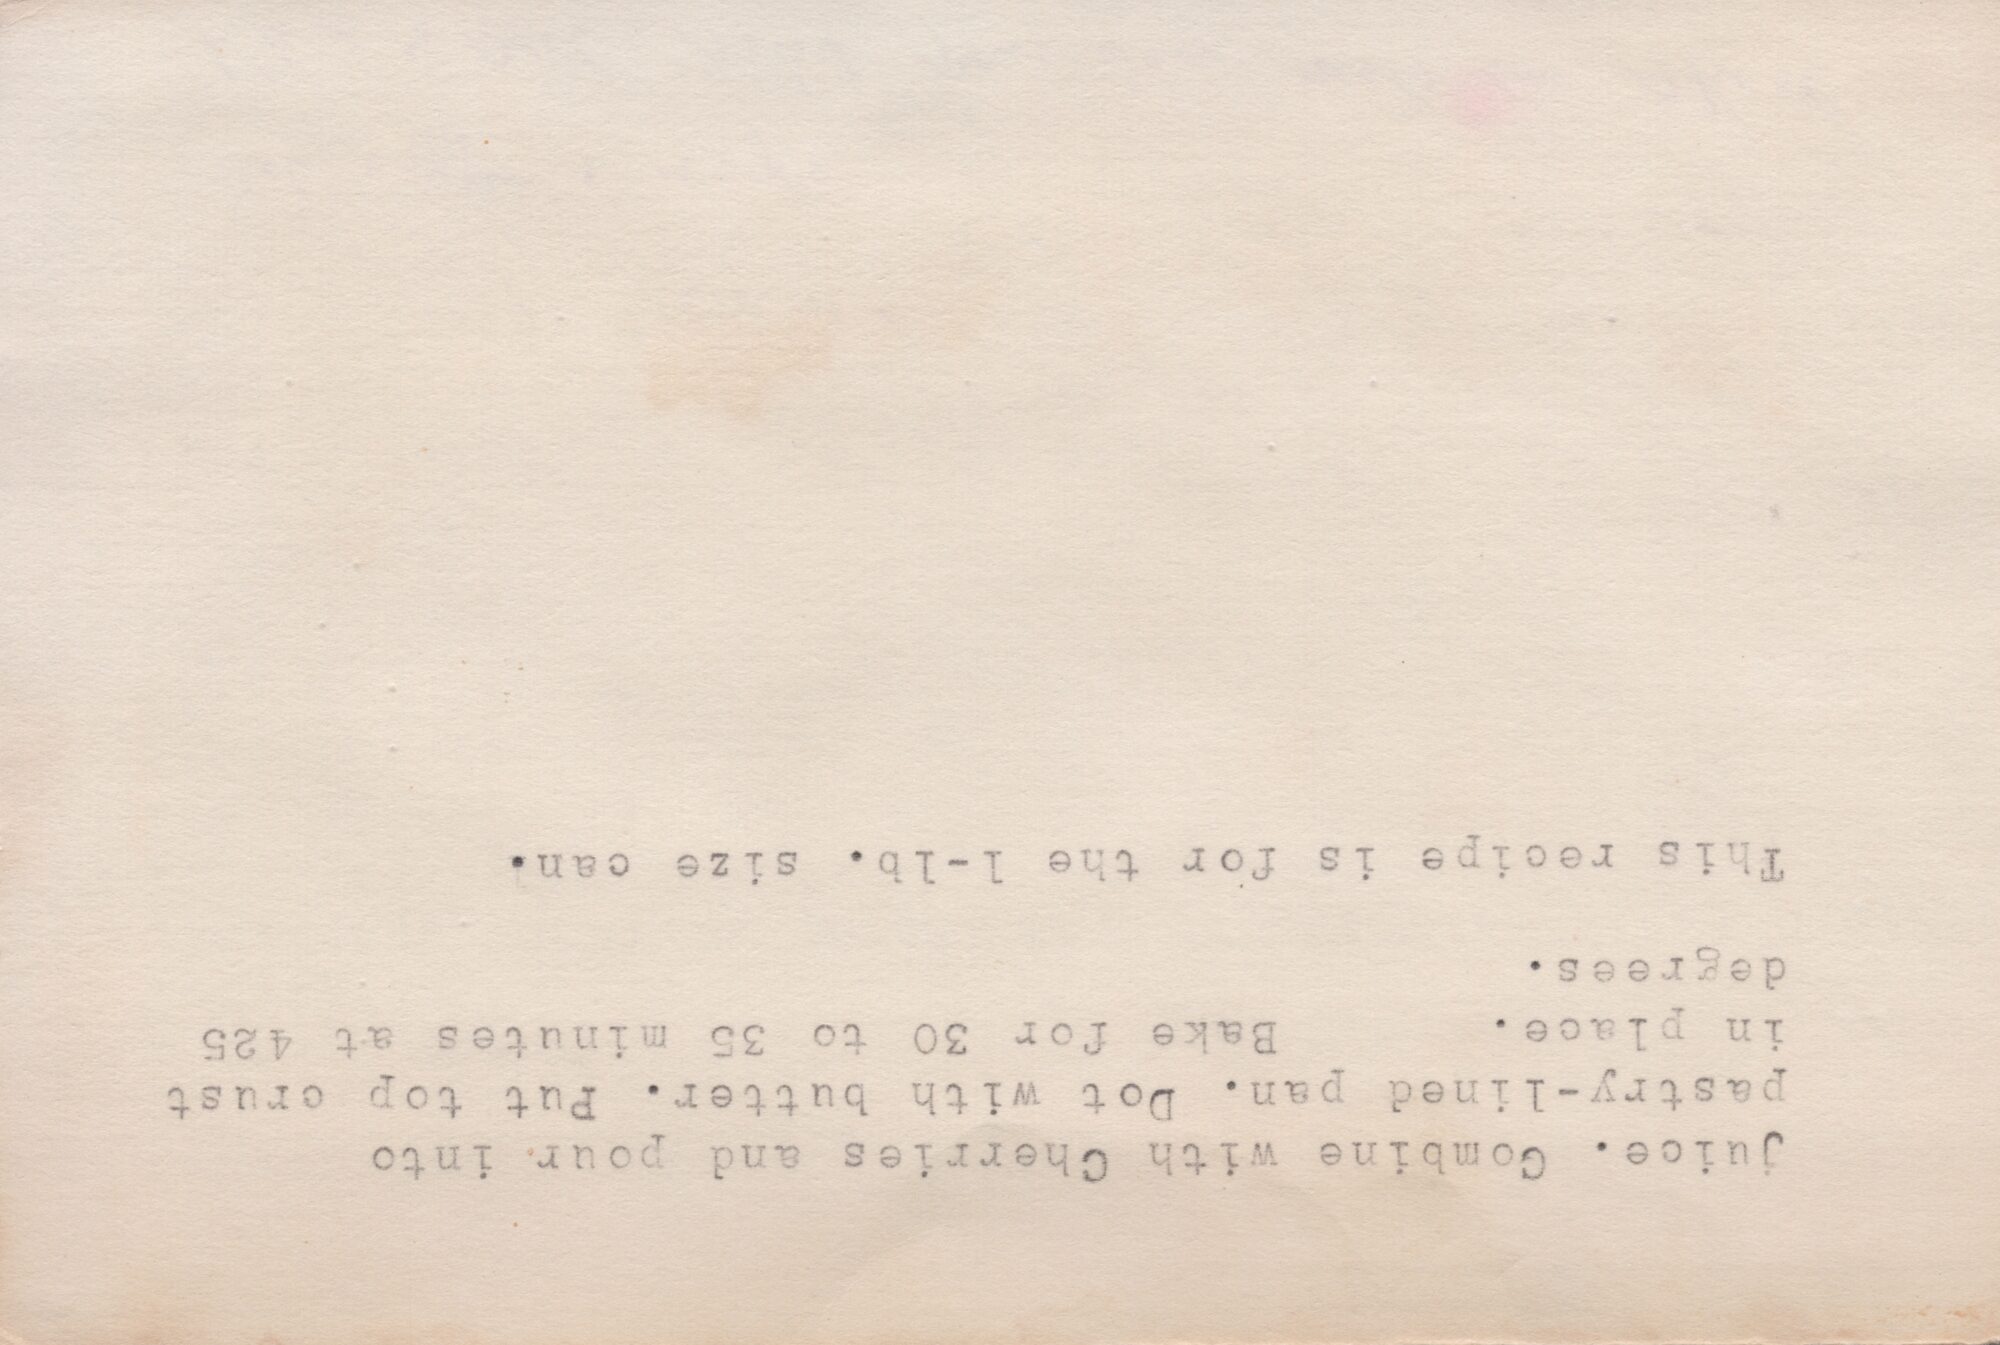 juice. Combine with Cherries and pour into
pastry-lined pan. Dot with butter. Put top crust
in place. Bake for 30 to 35 minutes at 425
degrees.
This recipe is for the 1-lb. size can.